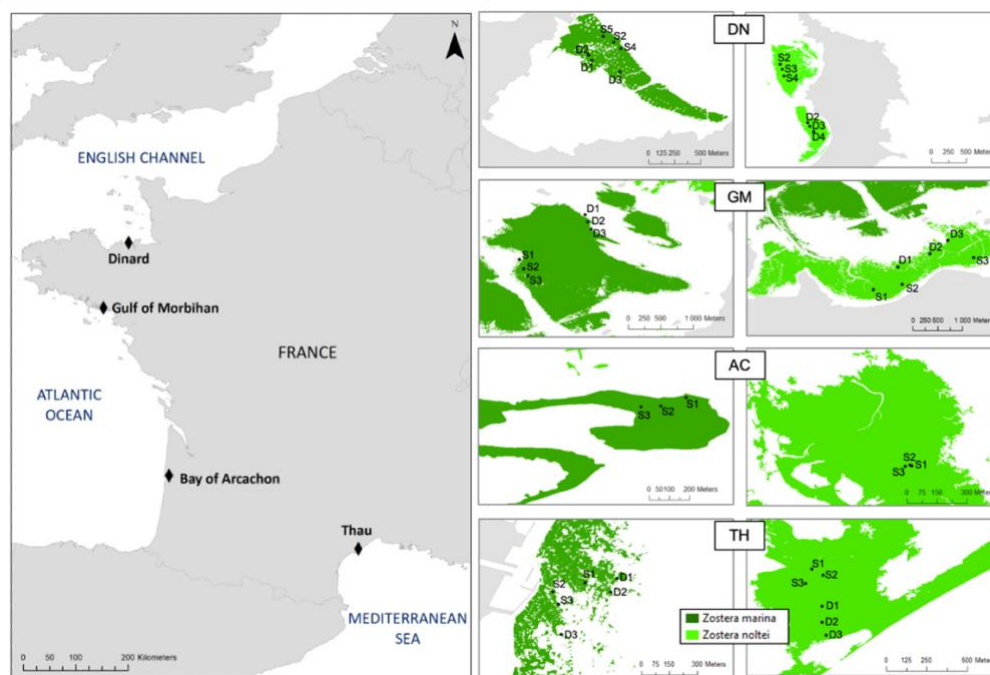 N
ENGLISH CHANNEL
Dinard
Gulf of Morbihan
FRANCE
ATLANTIC
OCEAN
Bay of Arcachon
Thau
MEDITERRANEAN
SEA
0 50 100 200 Kilometers
DN
S5
S2
S4
D2
D1
D3
0 125 250 500 Meters
S2
S3
S4
D2
D3
D4
0 250 500 Meters
GM
D1
D2
D3
S1
S2
S3
0 250 500 1 000 Meters
D3
D2
S3
D1
S2
S1
0 250 500 1 000 Meters
AC
S1
S3 S2
0 50 100 200 Meters
S2
S3 S1
0 75 150 300 Meters
TH
S1
D1
S2
D2
S3
D3
0 75 150 300 Meters
Zostera marina
Zostera noltei
S1
S2
S3
D1
D2
D3
0 125 250 500 Meters